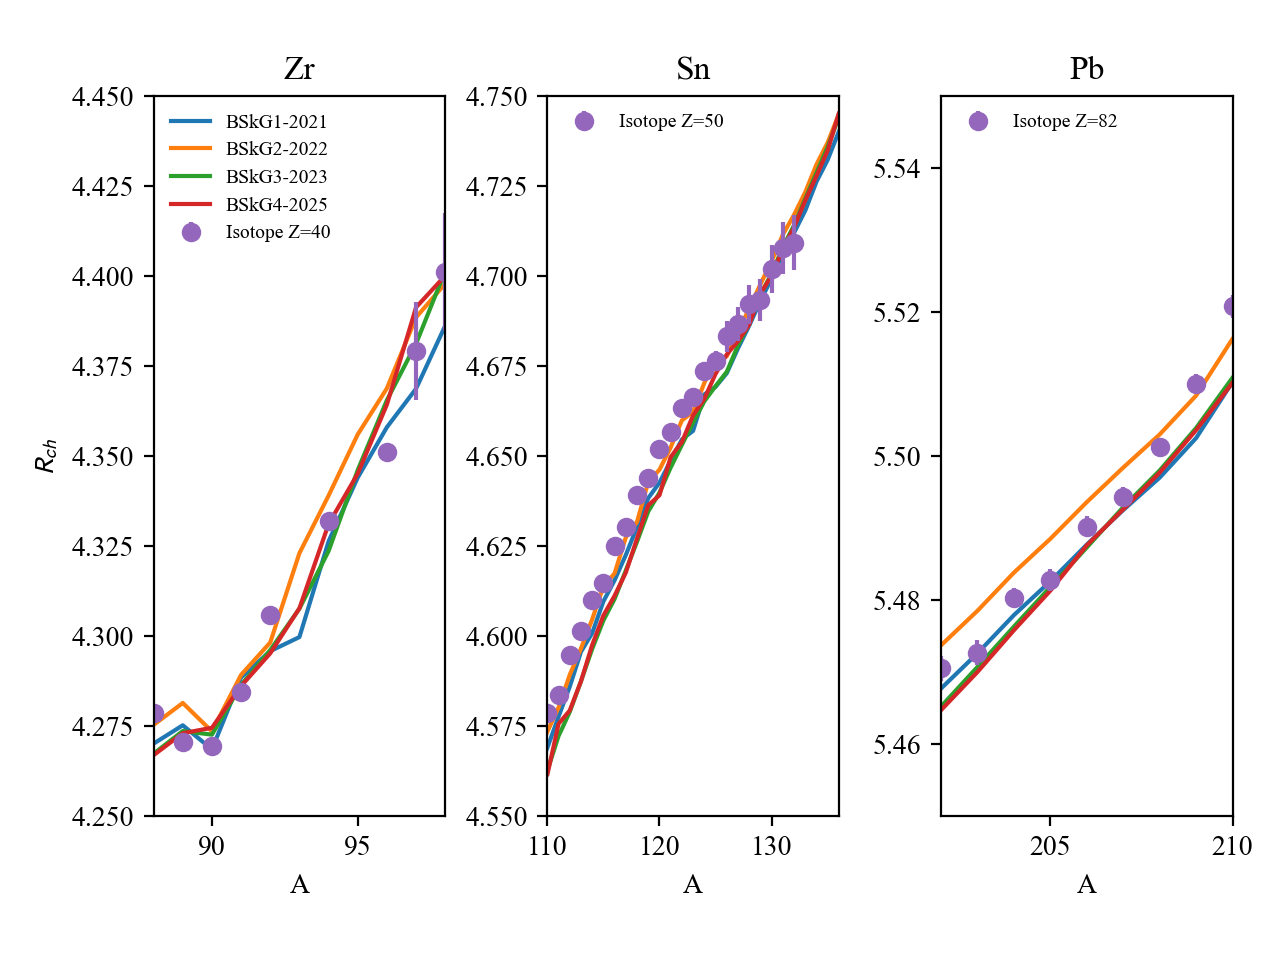 Zr
Sn
Pb
4.450
4.425
4.400
4.375
4.350
4.325
4.300
4.275
4.250
R_ch
BSkG1-2021
BSkG2-2022
BSkG3-2023
BSkG4-2025
Isotope Z=40
90
95
A
4.750
4.725
4.700
4.675
4.650
4.625
4.600
4.575
4.550
Isotope Z=50
110
120
130
A
5.54
5.52
5.50
5.48
5.46
Isotope Z=82
205
210
A